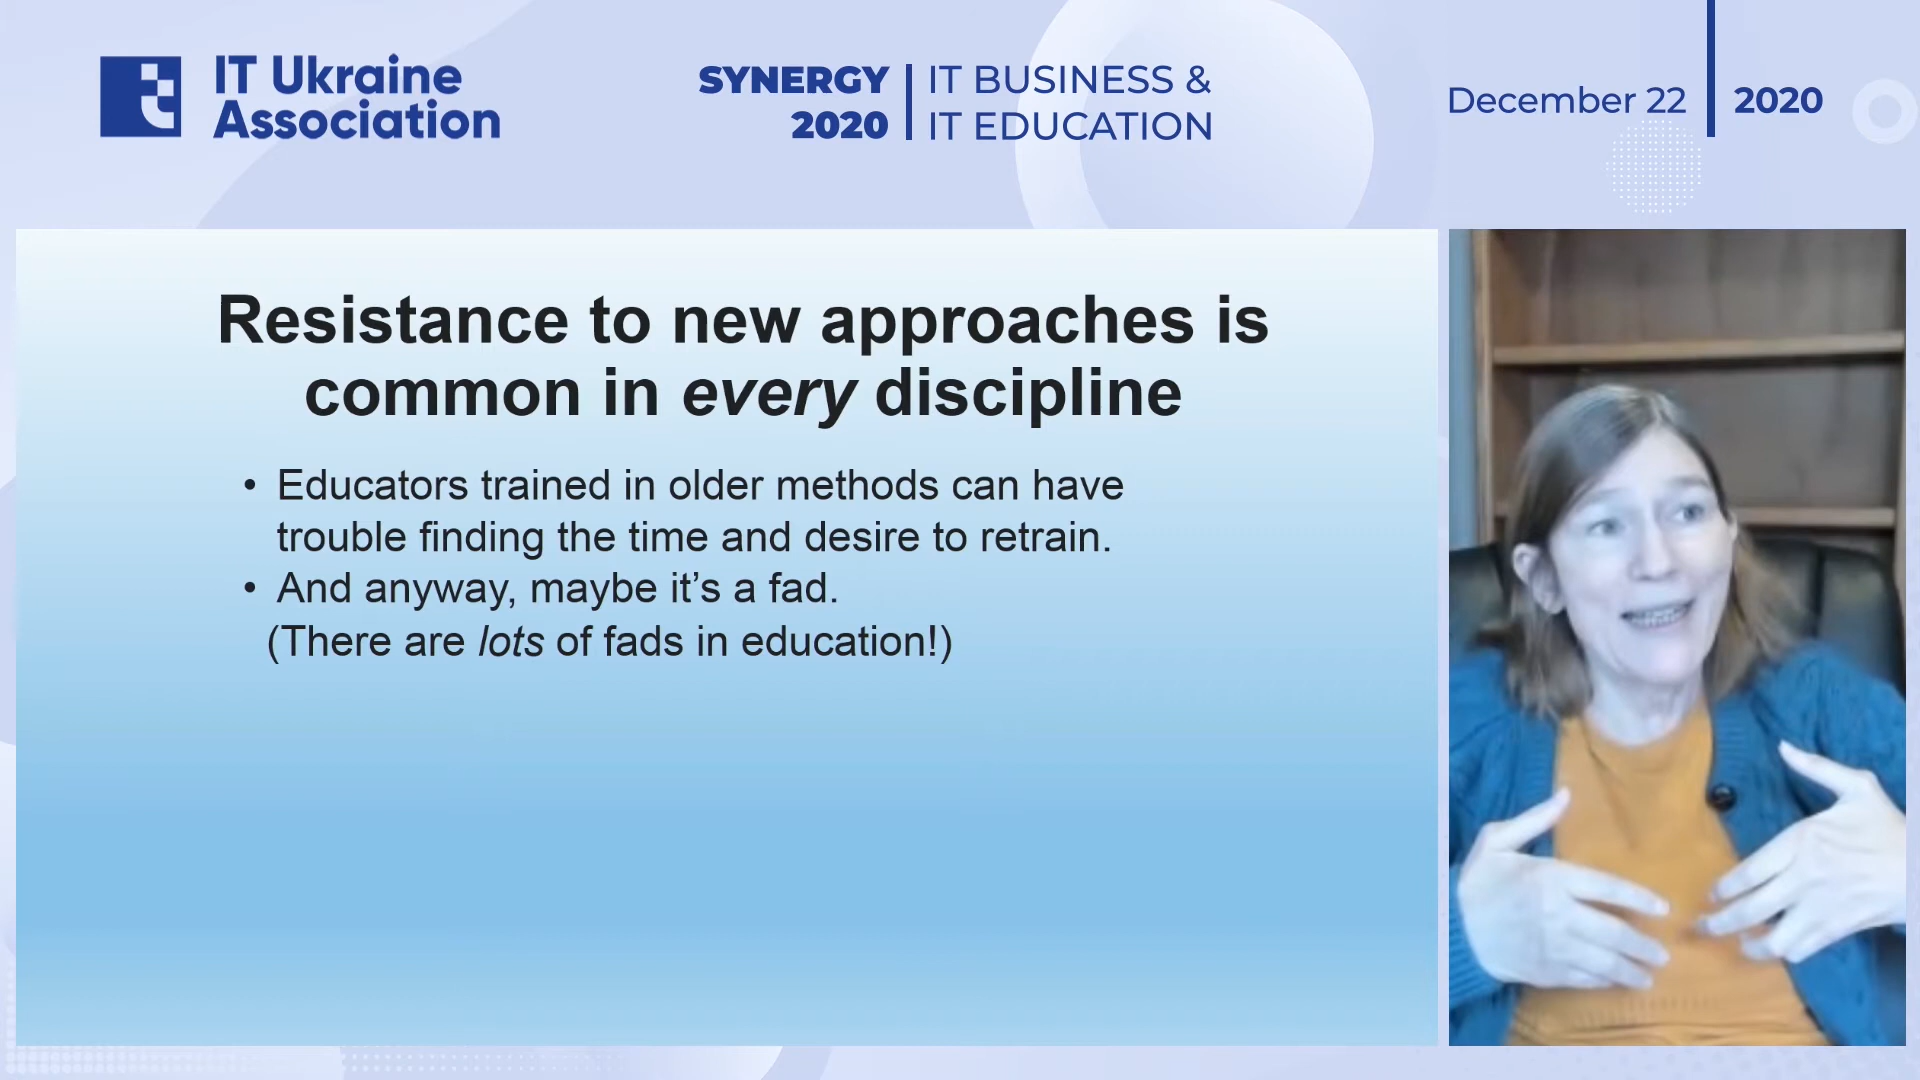 IT Ukraine
Association
SYNERGY
2020
IT BUSINESS &
IT EDUCATION
December 22
2020
Resistance to new approaches is
common in every discipline
• Educators trained in older methods can have
trouble finding the time and desire to retrain.
• And anyway, maybe it’s a fad.
(There are lots of fads in education!)